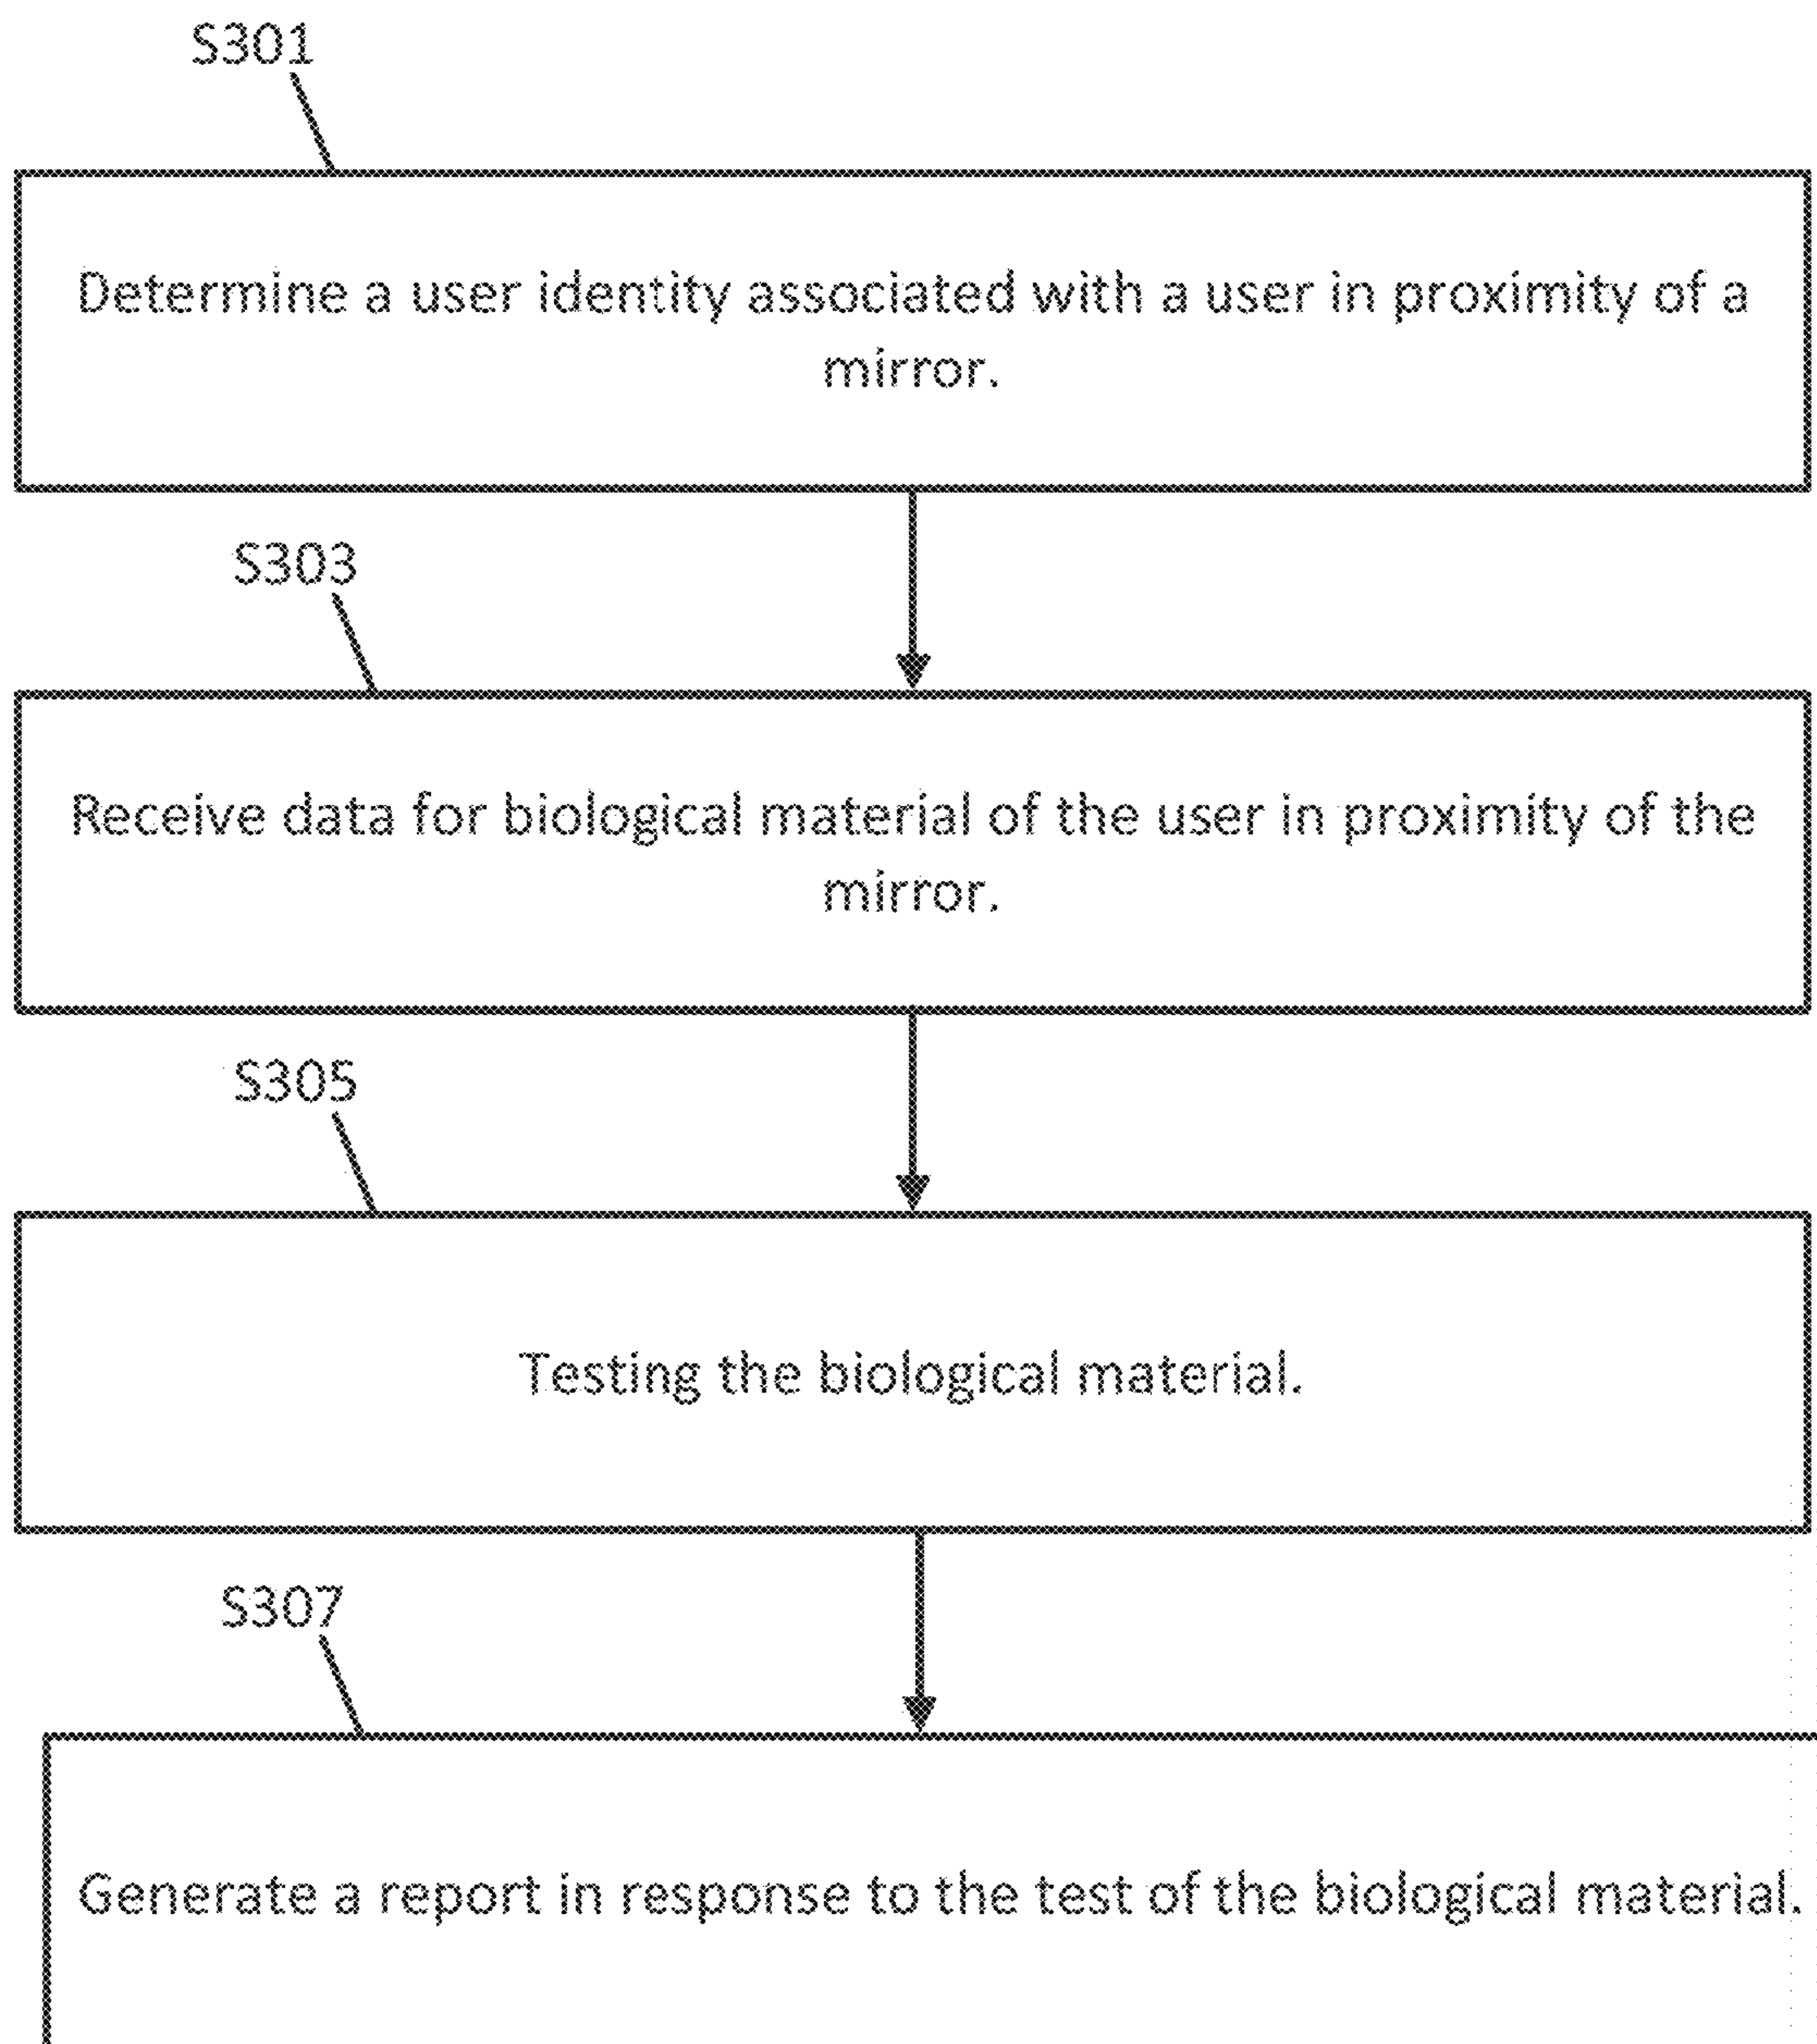 S301
Determine a user identity associated with a user in proximity of a
mirror.
S303
Receive data for biological material of the user in proximity of the
mirror.
S305
Testing the biological material.
S307
Generate a report in response to the test of the biological material.